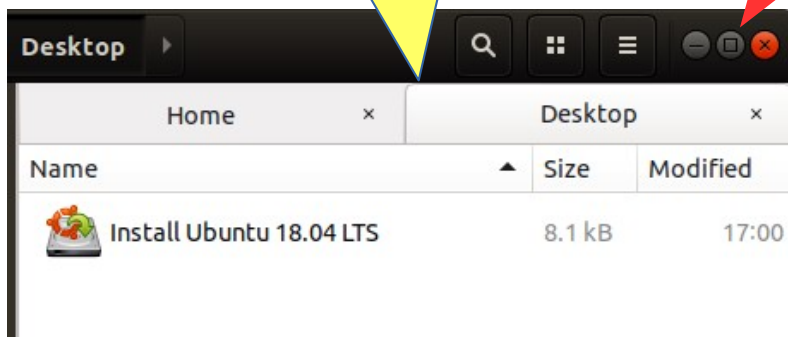 Desktop
Home × Desktop ×
Name Size Modified
Install Ubuntu 18.04 LTS 8.1 kB 17:00